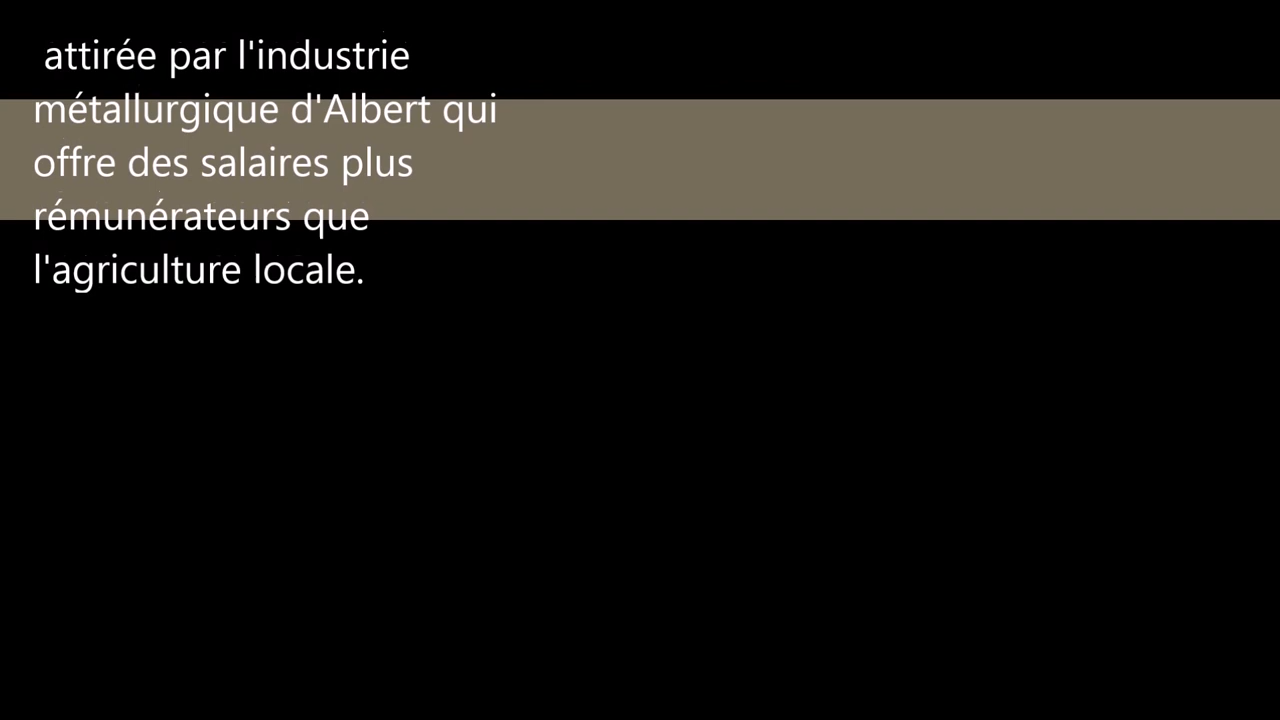 attirée par l'industrie
métallurgique d'Albert qui
offre des salaires plus
rémunérateurs que
l'agriculture locale.